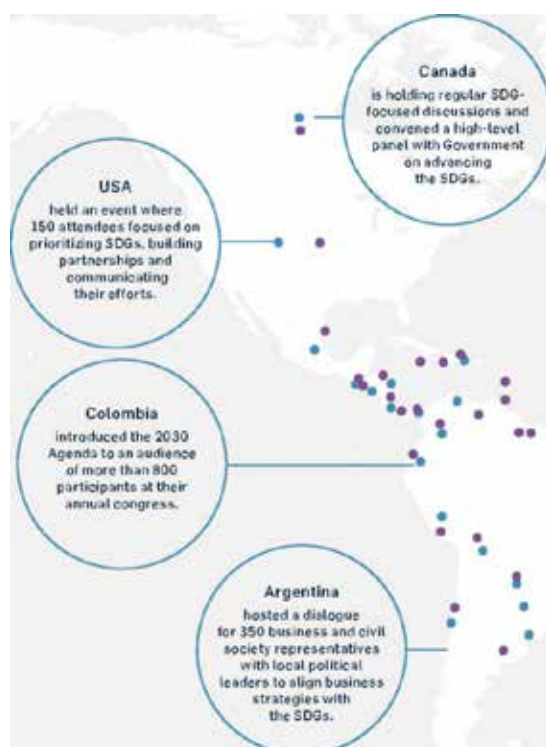 Canada
is holding regular SDG-
focused discussions and
convened a high-level
panel with Government
on advancing
the SDGs.
USA
held an event where
150 attendees focused on
prioritizing SDGs, building
partnerships and
communicating
their efforts.
Colombia
introduced the 2030
Agenda to an audience
of more than 800
participants at their
annual congress.
Argentina
hosted a dialogue
for 350 business and civil
society representatives
with local political
leaders to align business
strategies with
the SDGs.